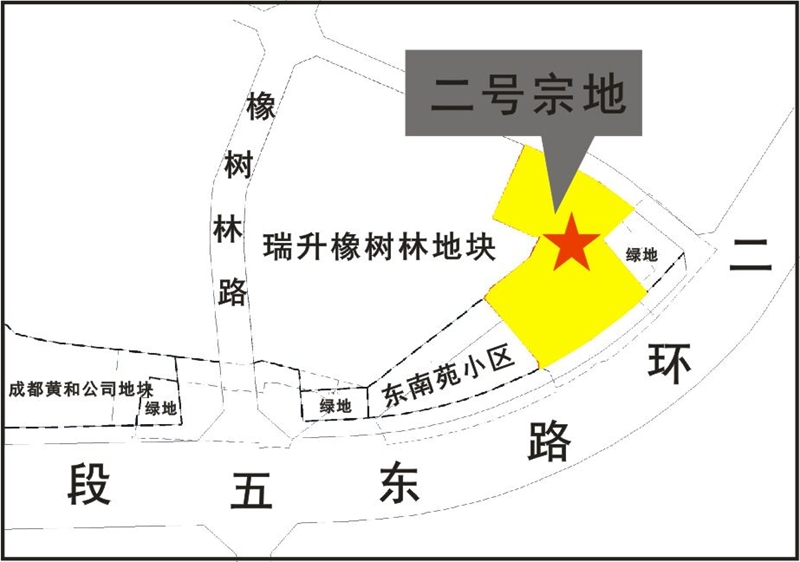 二号宗地
橡树林路
瑞升橡树林地块
绿地
二环路东五段
东南苑小区
成都黄和公司地块
绿地
绿地